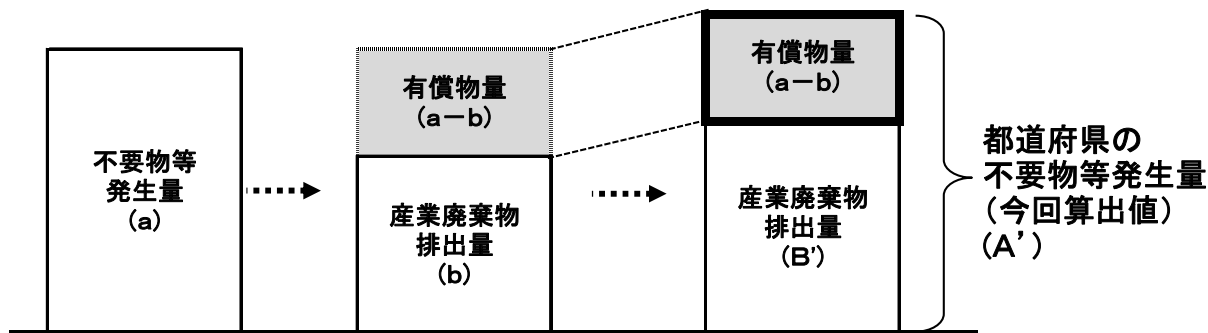 不要物等
発生量
(a)
有償物量
(a－b)
産業廃棄物
排出量
(b)
有償物量
(a－b)
産業廃棄物
排出量
(B')
都道府県の
不要物等発生量
（今回算出値）
(A’)